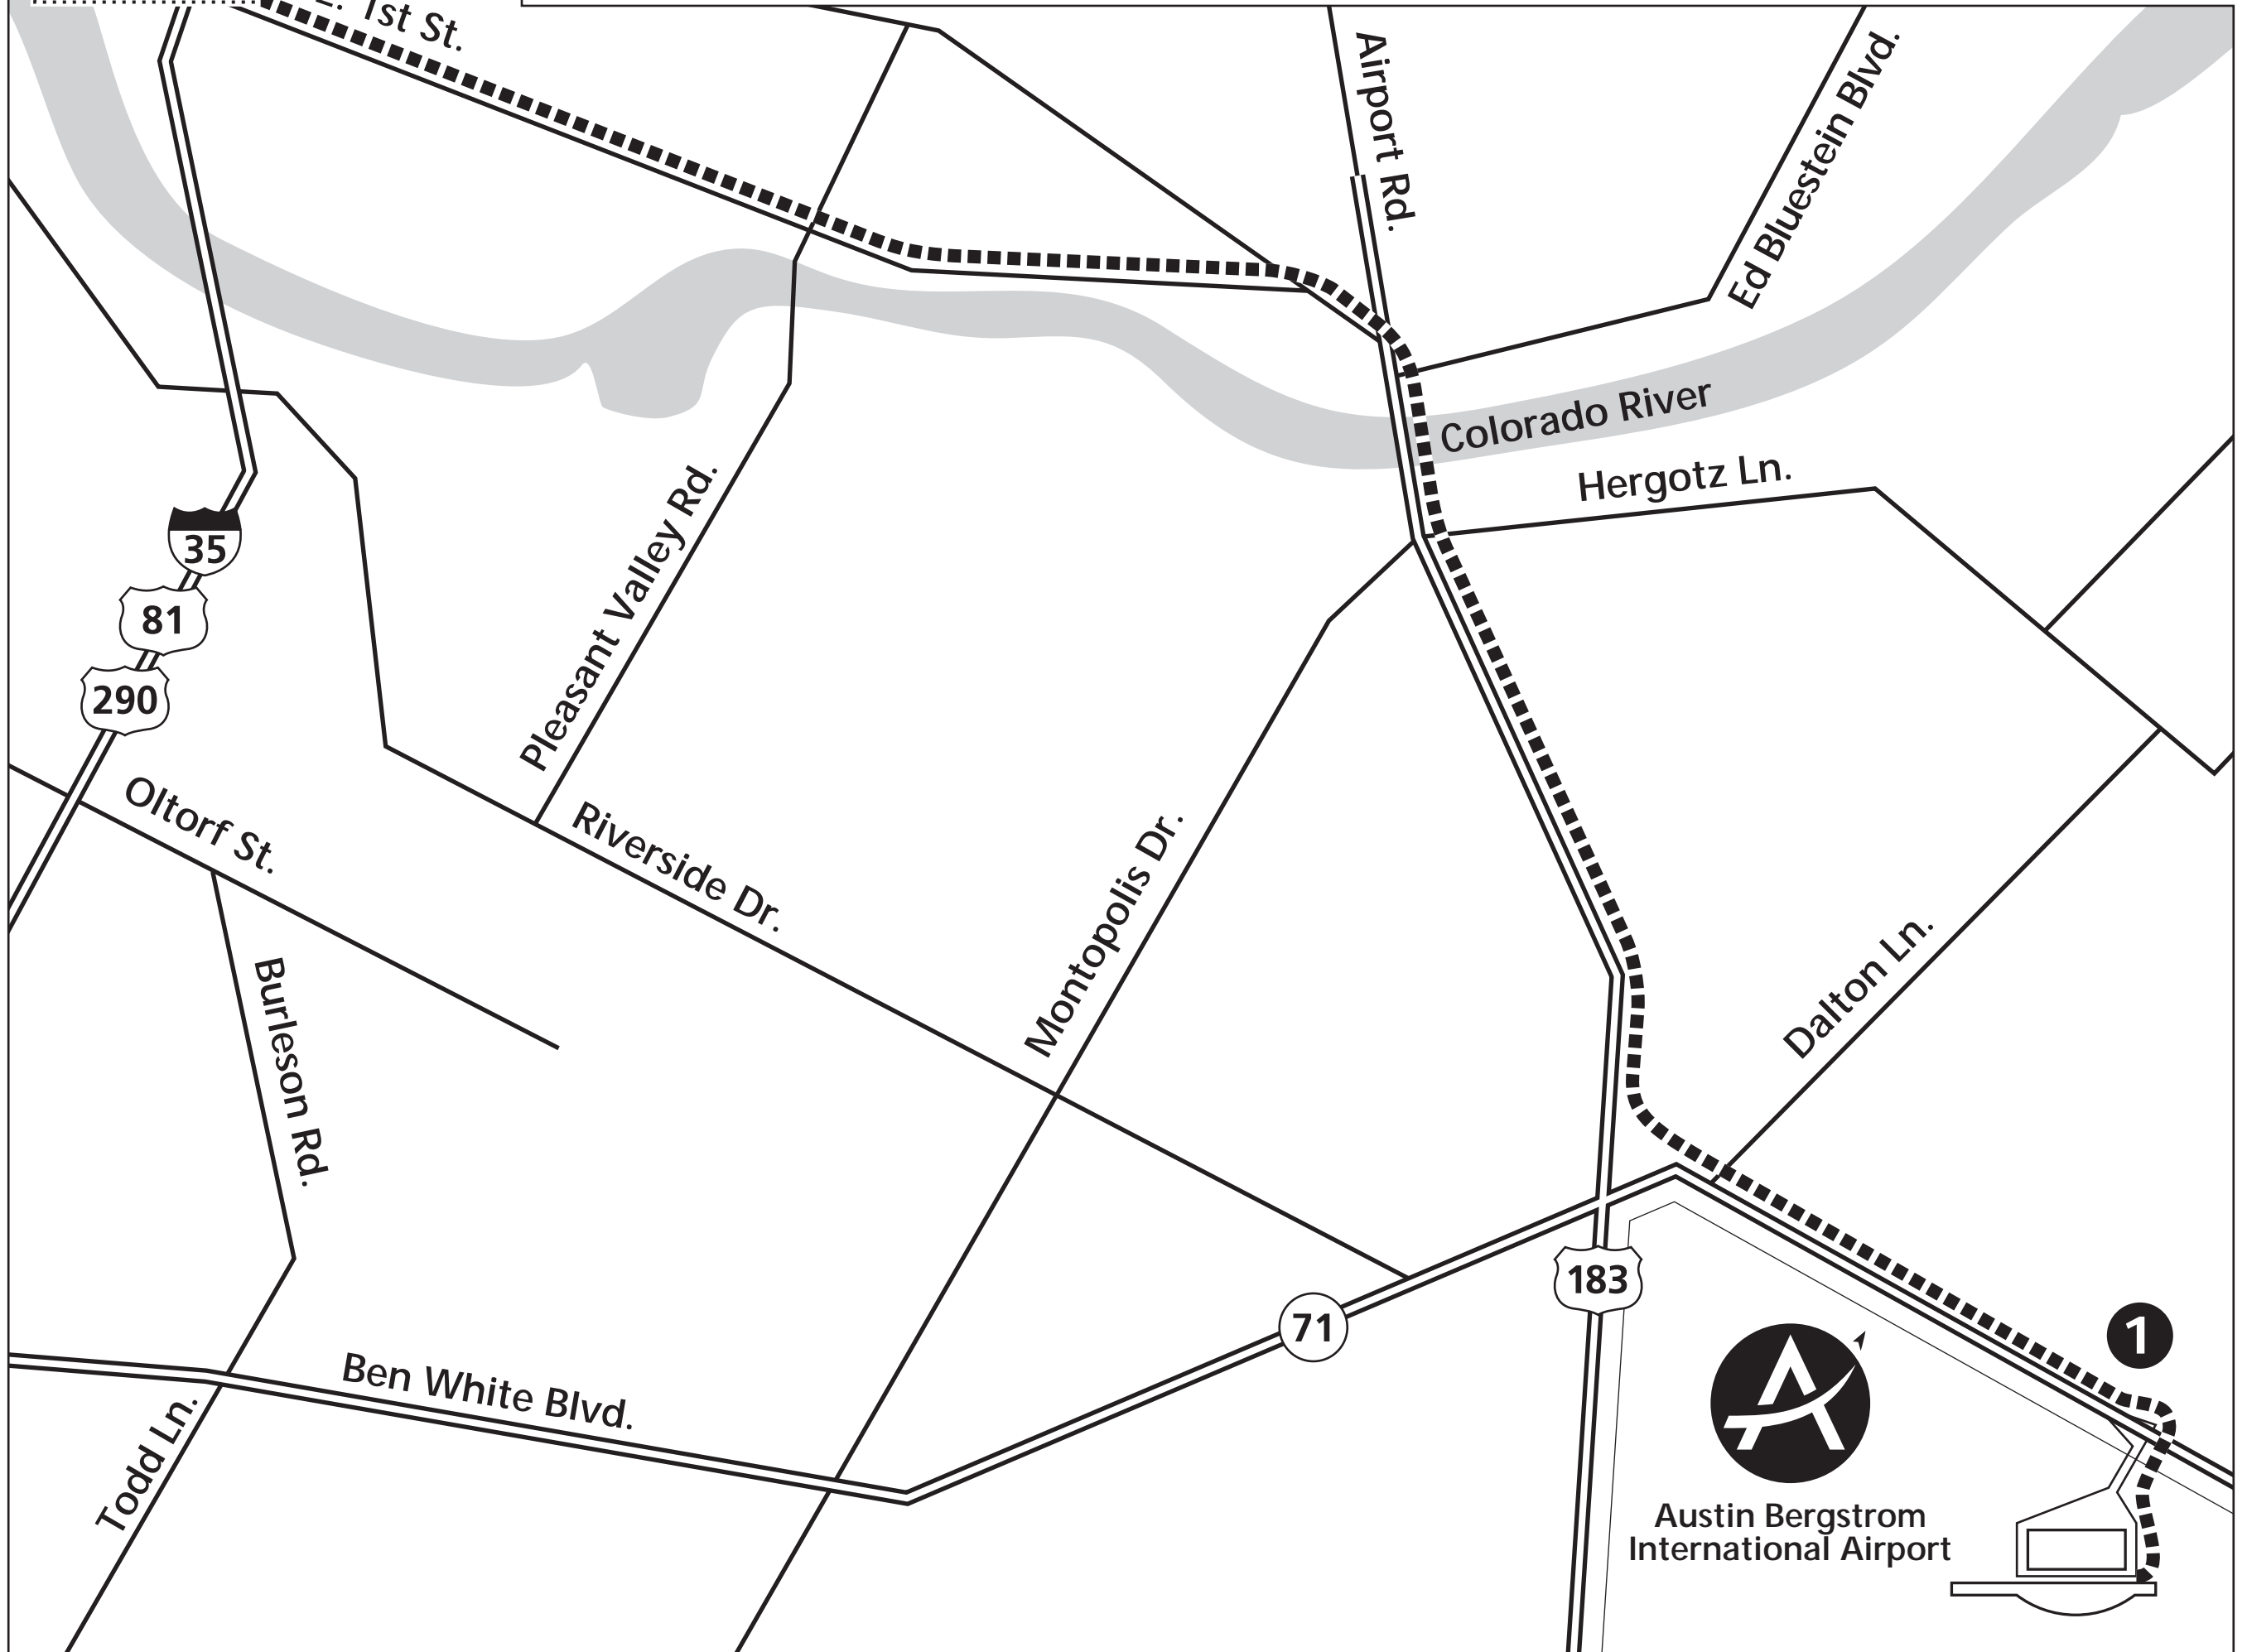 1st St.
Airport Rd.
Ed Bluestein Blvd.
Colorado River
Hergotz Ln.
35
81
290
Pleasant Valley Rd.
Oltorf St.
Riverside Dr.
Montopolis Dr.
Burleson Rd.
Dalton Ln.
183
71
1
Ben White Blvd.
Todd Ln.
Austin Bergstrom
International Airport